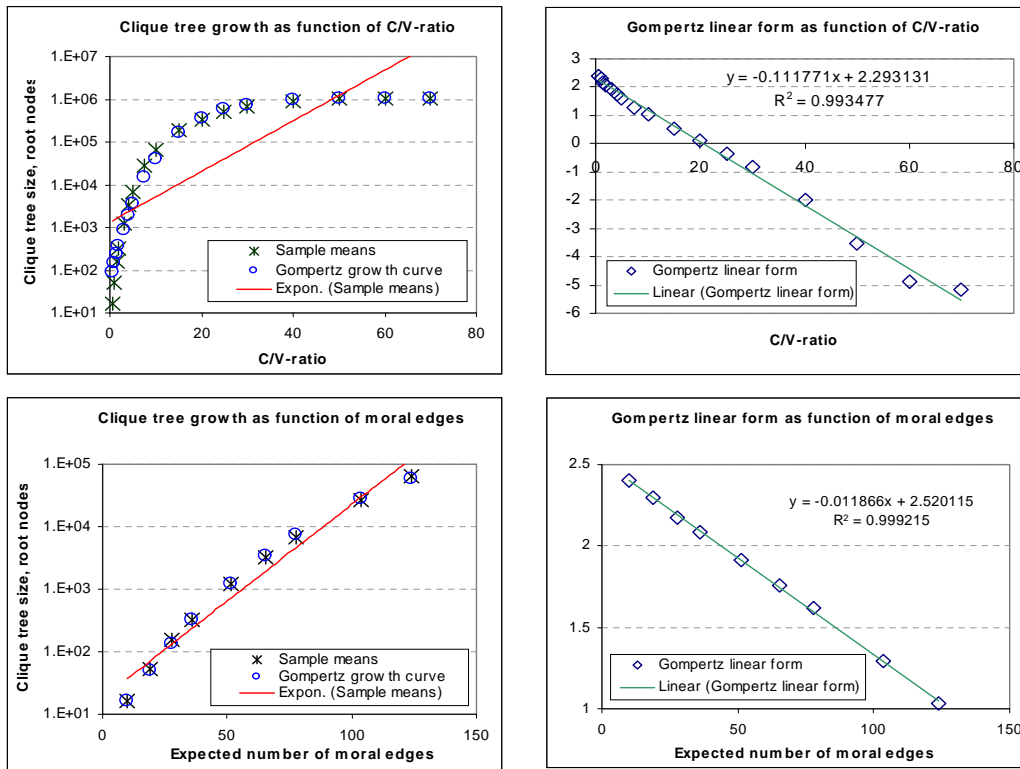 Clique tree growth as function of C/V-ratio
Clique tree size, root nodes
1.E+07
1.E+06
1.E+05
1.E+04
1.E+03
1.E+02
1.E+01
Sample means
Gompertz growth curve
Expon. (Sample means)
0 20 40 60 80
C/V-ratio
Gompertz linear form as function of C/V-ratio
3
2
1
0
-1
-2
-3
-4
-5
-6
y = -0.111771x + 2.293131
R² = 0.993477
0 20 40 60 80
Gompertz linear form
Linear (Gompertz linear form)
C/V-ratio
Clique tree growth as function of moral edges
Clique tree size, root nodes
1.E+05
1.E+04
1.E+03
1.E+02
1.E+01
Sample means
Gompertz growth curve
Expon. (Sample means)
0 50 100 150
Expected number of moral edges
Gompertz linear form as function of moral edges
2.5
2
1.5
1
y = -0.011866x + 2.520115
R² = 0.999215
Gompertz linear form
Linear (Gompertz linear form)
0 50 100 150
Expected number of moral edges